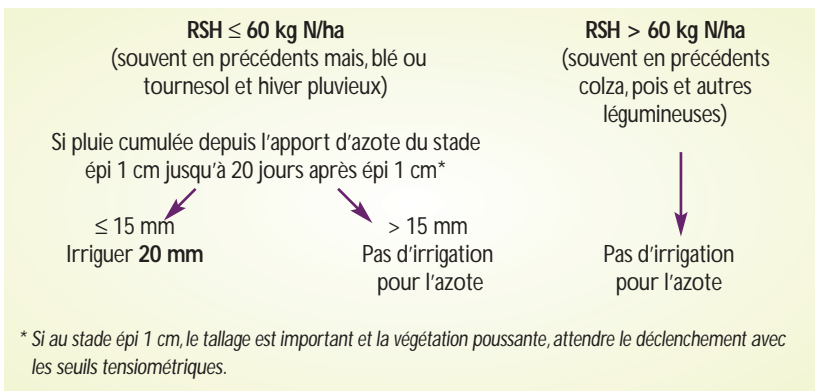 RSH ≤ 60 kg N/ha
(souvent en précédents mais, blé ou
tournesol et hiver pluvieux)
Si pluie cumulée depuis l'apport d'azote du stade
épi 1 cm jusqu'à 20 jours après épi 1 cm*
≤ 15 mm
Irriguer 20 mm
> 15 mm
Pas d'irrigation
pour l'azote
RSH > 60 kg N/ha
(souvent en précédents
colza, pois et autres
légumineuses)
Pas d'irrigation
pour l'azote
* Si au stade épi 1 cm, le tallage est important et la végétation poussante, attendre le déclenchement avec
les seuils tensiométriques.